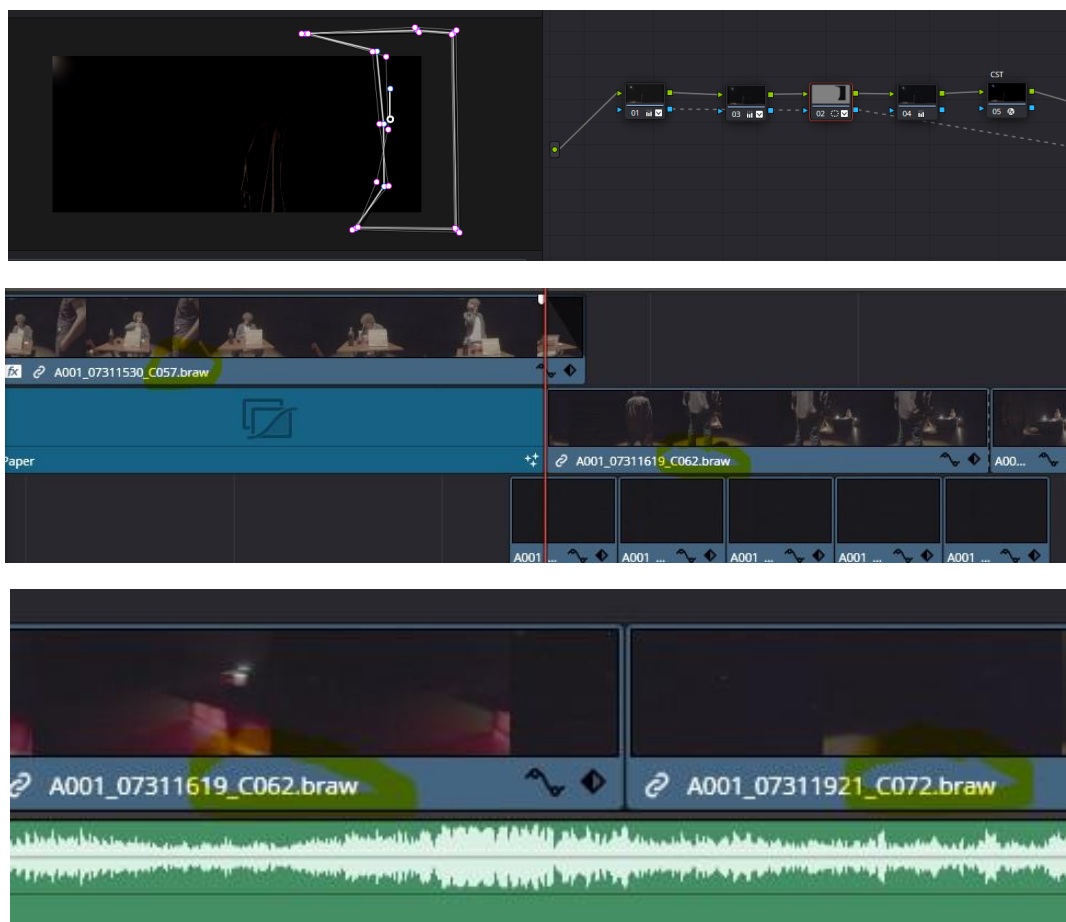 CST
01
03
02
04
05
fx A001_07311530_C057.braw
Paper
A001_07311619_C062.braw
A00...
A001 ...
A001 ...
A001 ...
A001 ...
A001 ...
A001_07311619_C062.braw
A001_07311921_C072.braw